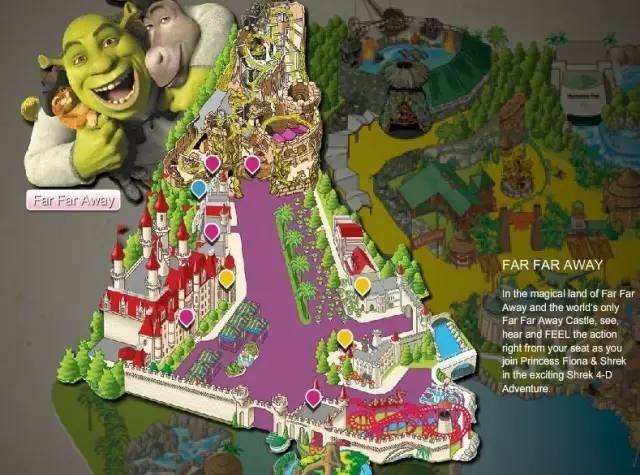 Far Far Away
FAR FAR AWAY
In the magical land of Far Far
Away and the world's only
Far Far Away Castle, see,
hear and FEEL the action
right from your seat as you
join Princess Fiona & Shrek
in the exciting Shrek 4-D
Adventure.